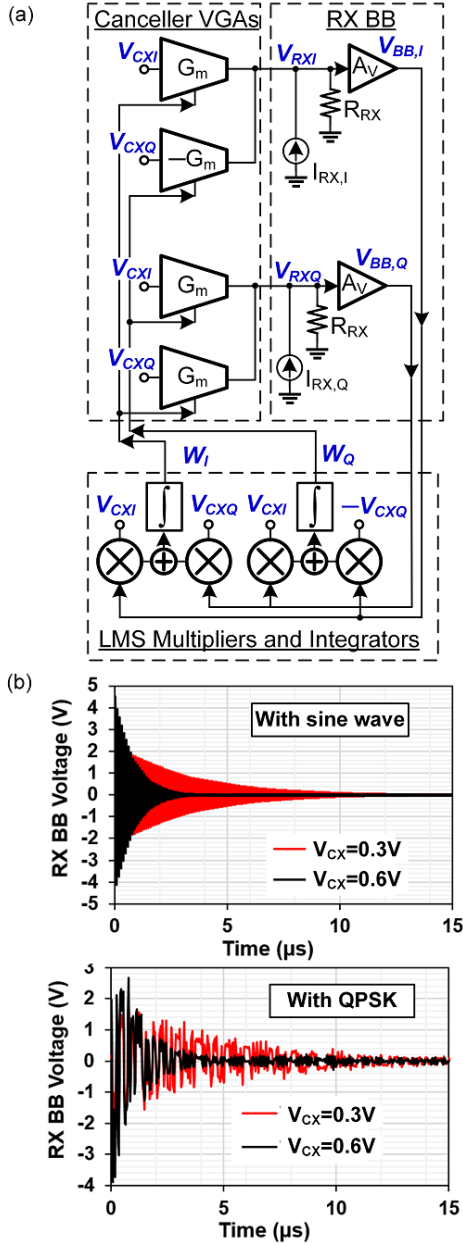 (a)
Canceller VGAs
RX BB
V_CXI
G_m
V_RXI
A_V
V_BB,I
R_RX
V_CXQ
−G_m
I_RX,I
V_CXI
G_m
V_RXQ
A_V
V_BB,Q
R_RX
V_CXQ
G_m
I_RX,Q
W_I
W_Q
V_CXI
∫
V_CXQ
V_CXI
∫
−V_CXQ
LMS Multipliers and Integrators
(b)
RX BB Voltage (V)
5
4
3
2
1
0
-1
-2
-3
-4
-5
With sine wave
V_CX=0.3V
V_CX=0.6V
0
5
10
15
Time (µs)
RX BB Voltage (V)
3
2
1
0
-1
-2
-3
-4
With QPSK
V_CX=0.3V
V_CX=0.6V
0
5
10
15
Time (µs)